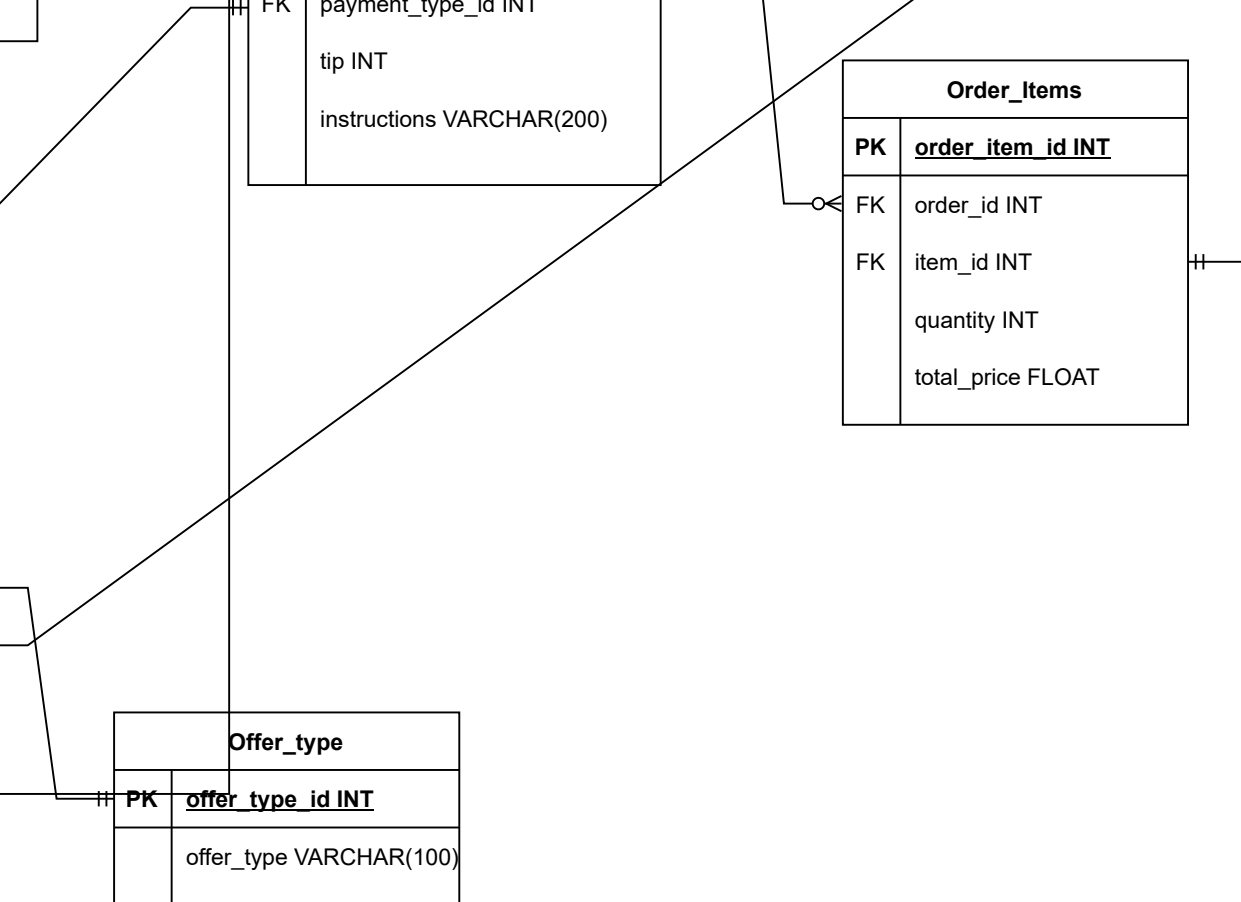 FK payment_type_id INT
tip INT
instructions VARCHAR(200)
Order_Items
PK order_item_id INT
FK order_id INT
FK item_id INT
quantity INT
total_price FLOAT
Offer_type
PK offer_type_id INT
offer_type VARCHAR(100)